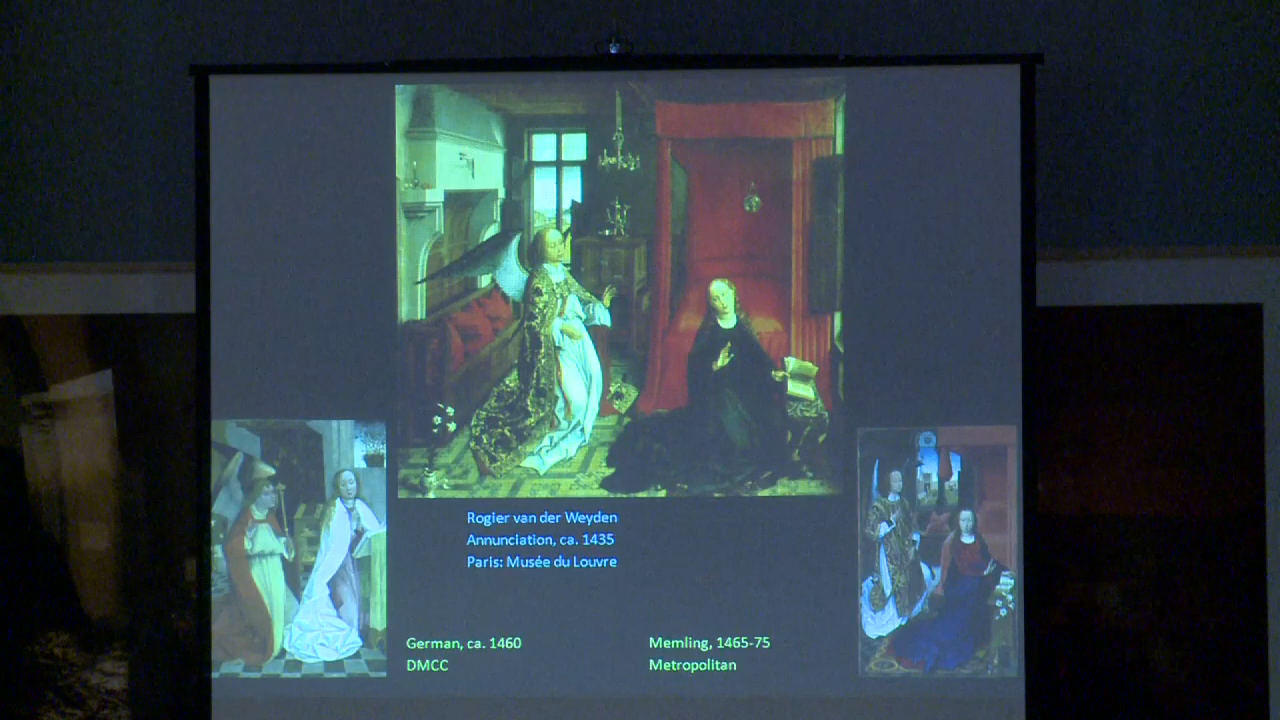 Rogier van der Weyden
Annunciation, ca. 1435
Paris: Musée du Louvre
German, ca. 1460
DMCC
Memling, 1465-75
Metropolitan